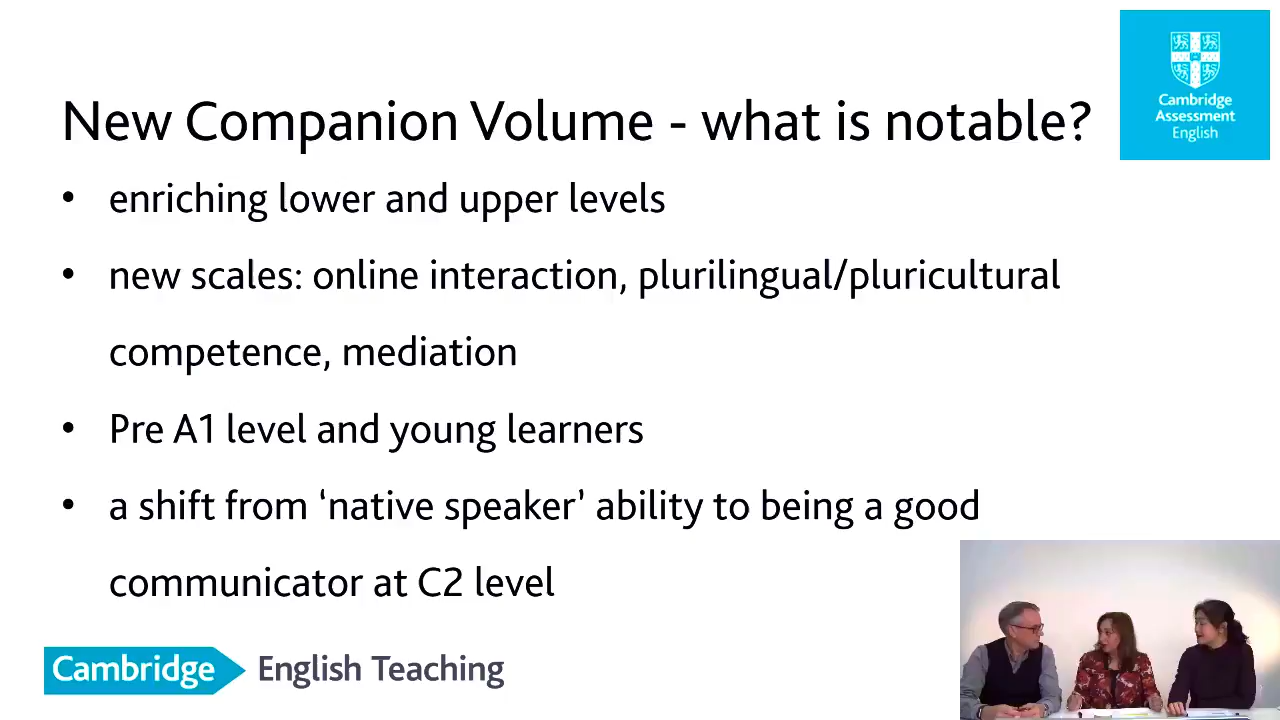 New Companion Volume - what is notable?
• enriching lower and upper levels
• new scales: online interaction, plurilingual/pluricultural
competence, mediation
• Pre A1 level and young learners
• a shift from ‘native speaker’ ability to being a good
communicator at C2 level
Cambridge
Assessment
English
Cambridge English Teaching